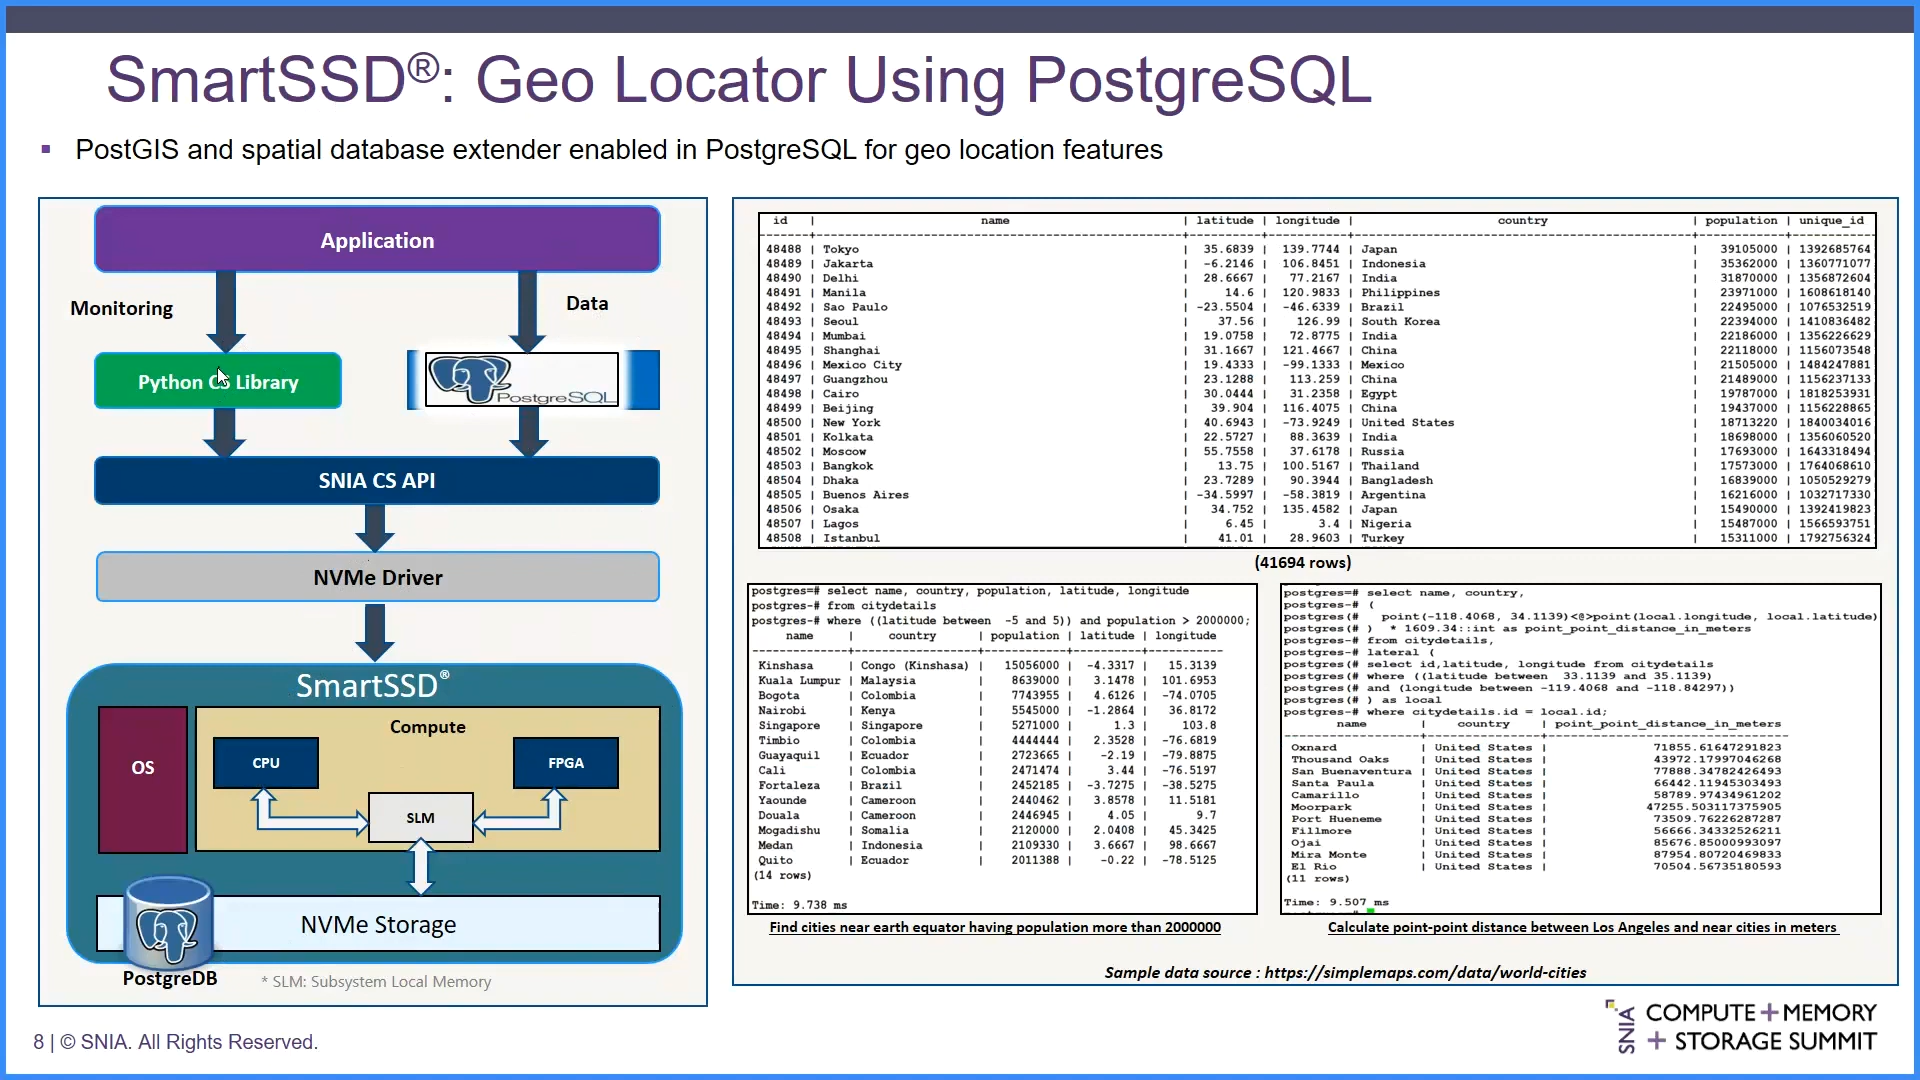 SmartSSD®: Geo Locator Using PostgreSQL
▪ PostGIS and spatial database extender enabled in PostgreSQL for geo location features
Application
Monitoring
Data
Python CS Library
PostgreSQL
SNIA CS API
NVMe Driver
SmartSSD®
OS
Compute
CPU
FPGA
SLM
NVMe Storage
PostgreDB
* SLM: Subsystem Local Memory
id | name | latitude | longitude | country | population | unique_id
48488 | Tokyo | 35.6839 | 139.7744 | Japan | 39105000 | 1392685764
48489 | Jakarta | -6.2146 | 106.8451 | Indonesia | 35362000 | 1360771077
48490 | Delhi | 28.6667 | 77.2167 | India | 31870000 | 1356872604
48491 | Manila | 14.6 | 120.9833 | Philippines | 23971000 | 1608618140
48492 | Sao Paulo | -23.5504 | -46.6339 | Brazil | 22495000 | 1076532519
48493 | Seoul | 37.56 | 126.99 | South Korea | 22394000 | 1410836482
48494 | Mumbai | 19.0758 | 72.8775 | India | 22186000 | 1356226629
48495 | Shanghai | 31.1667 | 121.4667 | China | 22118000 | 1156073548
48496 | Mexico City | 19.4333 | -99.1333 | Mexico | 21505000 | 1484247881
48497 | Guangzhou | 23.1288 | 113.259 | China | 21489000 | 1156237133
48498 | Cairo | 30.0444 | 31.2358 | Egypt | 19787000 | 1818253931
48499 | Beijing | 39.904 | 116.4075 | China | 19437000 | 1156228865
48500 | New York | 40.6943 | -73.9249 | United States | 18713220 | 1840034016
48501 | Kolkata | 22.5727 | 88.3639 | India | 18698000 | 1356060520
48502 | Moscow | 55.7558 | 37.6178 | Russia | 17693000 | 1643318494
48503 | Bangkok | 13.75 | 100.5167 | Thailand | 17573000 | 1764068610
48504 | Dhaka | 23.7289 | 90.3944 | Bangladesh | 16839000 | 1050529279
48505 | Buenos Aires | -34.5997 | -58.3819 | Argentina | 16216000 | 1032717330
48506 | Osaka | 34.752 | 135.4582 | Japan | 15490000 | 1392419823
48507 | Lagos | 6.45 | 3.4 | Nigeria | 15487000 | 1566593751
48508 | Istanbul | 41.01 | 28.9603 | Turkey | 15311000 | 1792756324
(41694 rows)
postgres=# select name, country, population, latitude, longitude
postgres-# from citydetails
postgres-# where ((latitude between  -5 and 5)) and population > 2000000;
name | country | population | latitude | longitude
Kinshasa | Congo (Kinshasa) | 15056000 | -4.3317 | 15.3139
Kuala Lumpur | Malaysia | 8639000 | 3.1478 | 101.6953
Bogota | Colombia | 7743955 | 4.6126 | -74.0705
Nairobi | Kenya | 5545000 | -1.2864 | 36.8172
Singapore | Singapore | 5271000 | 1.3 | 103.8
Timbio | Colombia | 4444444 | 2.3528 | -76.6819
Guayaquil | Ecuador | 2723665 | -2.19 | -79.8875
Cali | Colombia | 2471474 | 3.44 | -76.5197
Fortaleza | Brazil | 2452185 | -3.7275 | -38.5275
Yaounde | Cameroon | 2440462 | 3.8578 | 11.5181
Douala | Cameroon | 2446945 | 4.05 | 9.7
Mogadishu | Somalia | 2120000 | 2.0408 | 45.3425
Medan | Indonesia | 2109330 | 3.6667 | 98.6667
Quito | Ecuador | 2011388 | -0.22 | -78.5125
(14 rows)
Time: 9.738 ms
Find cities near earth equator having population more than 2000000
postgres=# select name, country,
postgres-# (
postgres(#   point(-118.4068, 34.1139)<@>point(local.longitude, local.latitude)
postgres(# )  * 1609.34::int as point_point_distance_in_meters
postgres-# from citydetails,
postgres-# lateral (
postgres(# select id,latitude, longitude from citydetails
postgres(# where ((latitude between  33.1139 and 35.1139)
postgres(# and (longitude between -119.4068 and -118.84297))
postgres(# ) as local
postgres-# where citydetails.id = local.id;
name | country | point_point_distance_in_meters
Oxnard | United States | 71855.61647291823
Thousand Oaks | United States | 43972.17997046268
San Buenaventura | United States | 77888.34782426493
Santa Paula | United States | 66442.11945303493
Camarillo | United States | 58789.97434961202
Moorpark | United States | 47255.503117375905
Port Hueneme | United States | 73509.76226287287
Fillmore | United States | 56666.34332526211
Ojai | United States | 85676.85000993097
Mira Monte | United States | 87954.80720469833
El Rio | United States | 70504.56735180593
(11 rows)
Time: 9.507 ms
Calculate point-point distance between Los Angeles and near cities in meters
Sample data source : https://simplemaps.com/data/world-cities
8 | © SNIA. All Rights Reserved.
SNIA COMPUTE + MEMORY
+ STORAGE SUMMIT